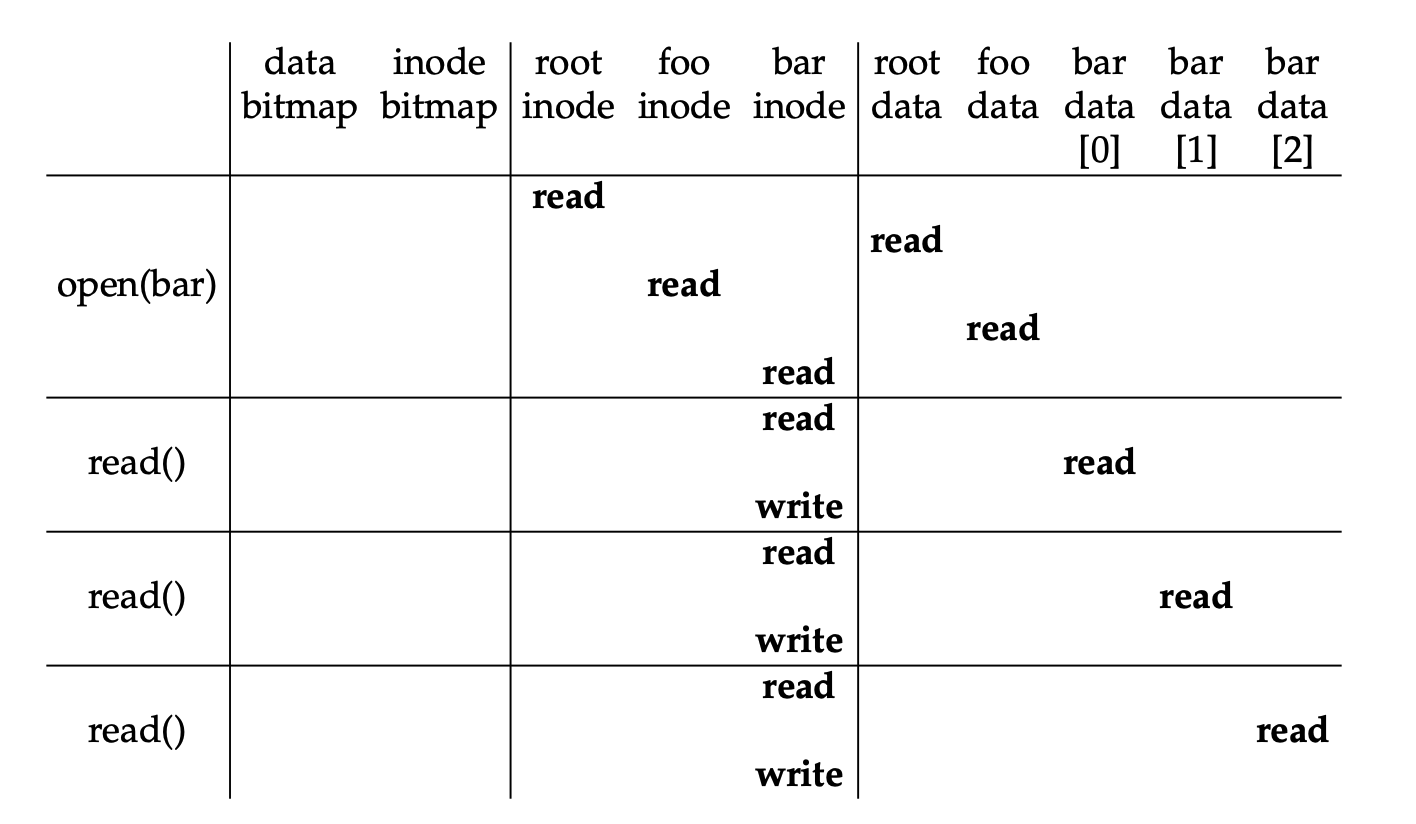 data inode root foo bar root foo bar bar bar
bitmap bitmap inode inode inode data data data data data
[0] [1] [2]
read
read
open(bar) read
read
read
read
read() read
write
read
read() read
write
read
read() read
write